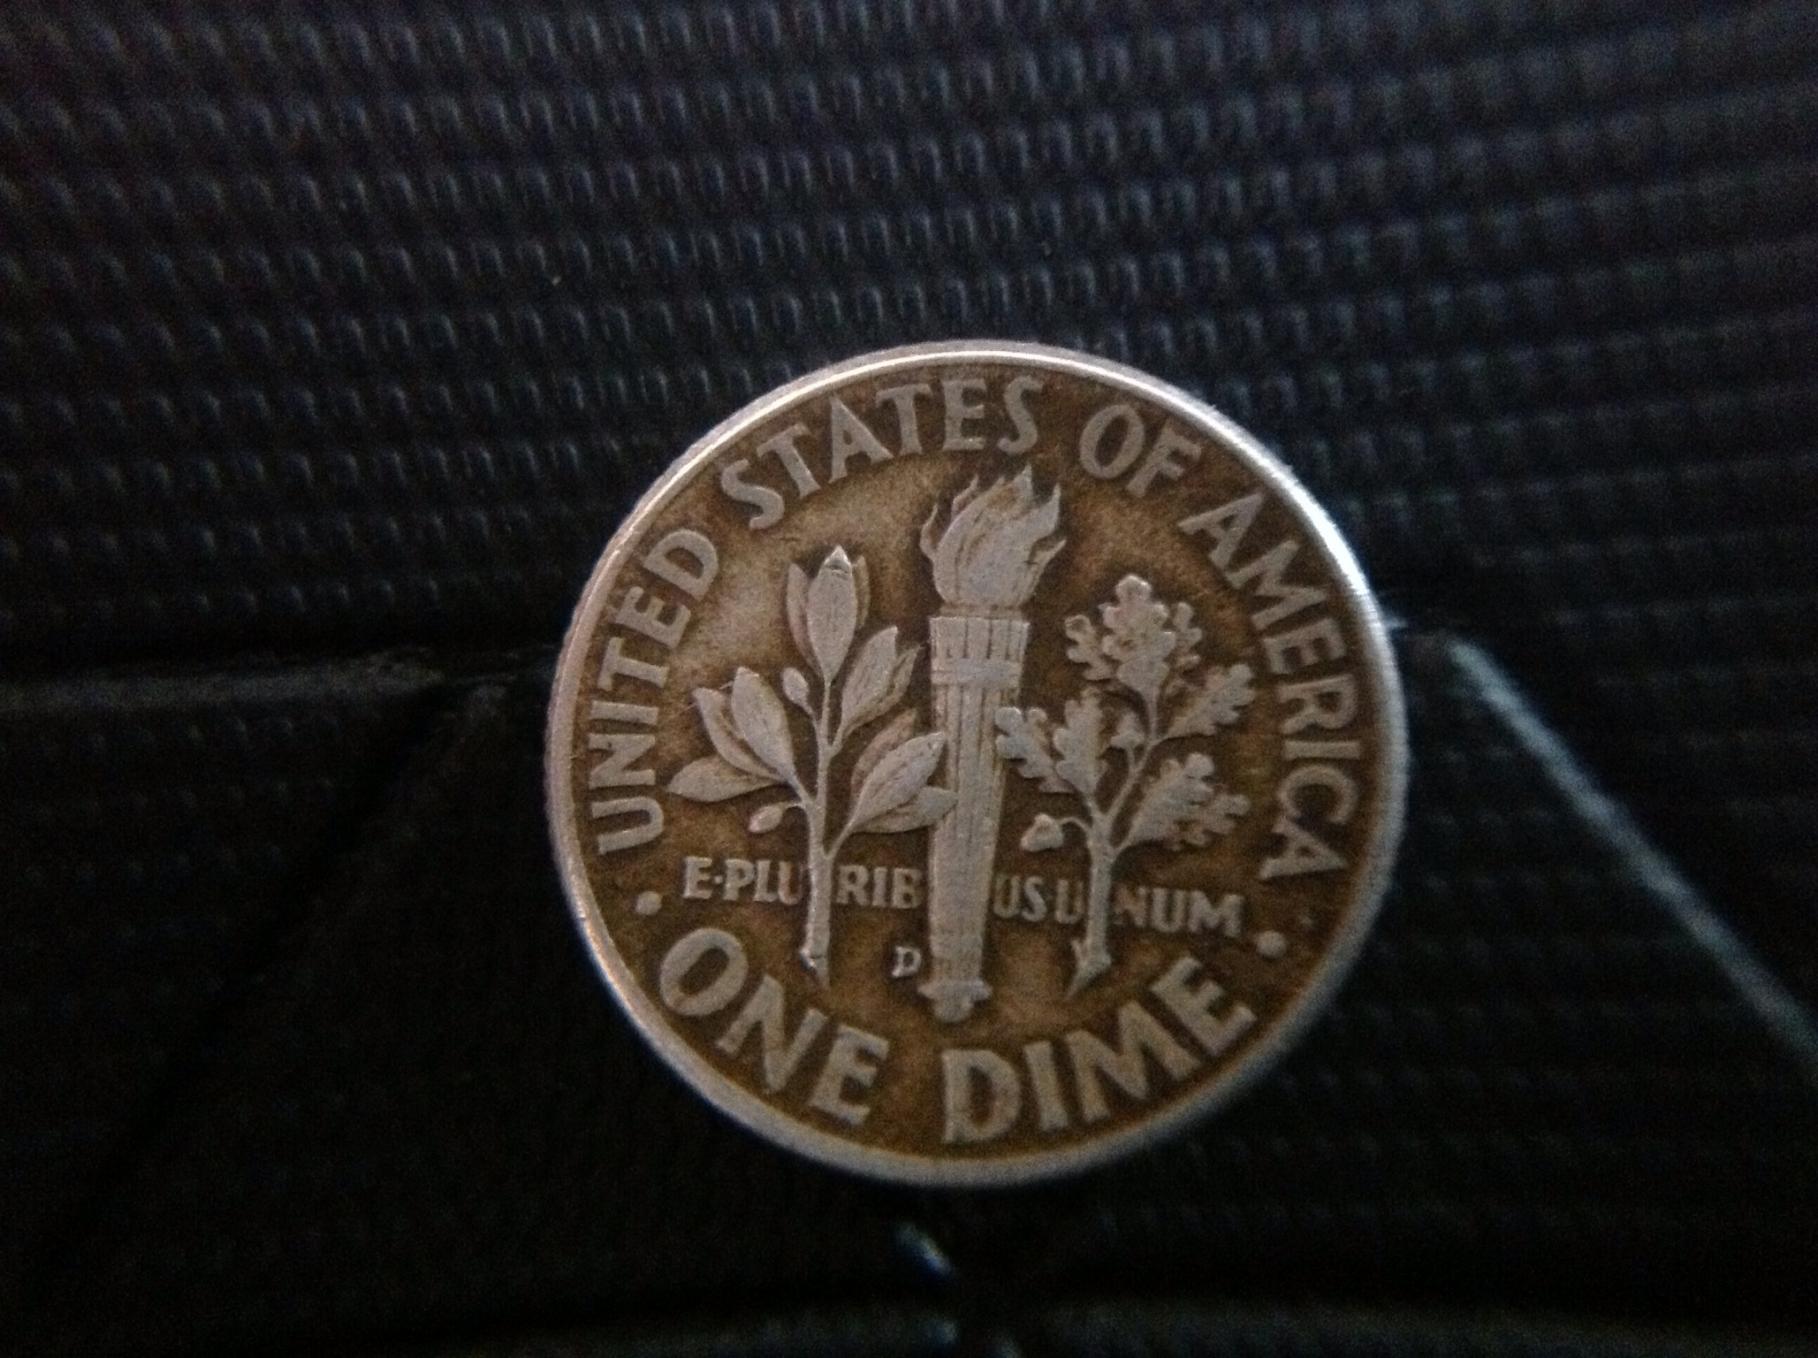 UNITED STATES OF AMERICA
E·PLURIBUS UNUM
D
· ONE DIME ·